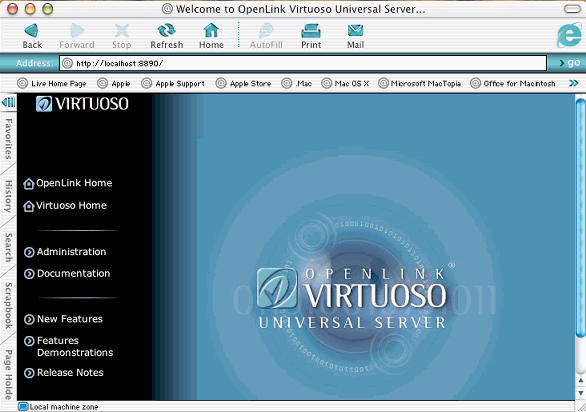 Welcome to OpenLink Virtuoso Universal Server...
Back Forward Stop Refresh Home AutoFill Print Mail
Address: http://localhost:8890/ go
Live Home Page Apple Apple Support Apple Store .Mac Mac OS X Microsoft MacTopia Office for Macintosh
VIRTUOSO
Favorites
History
Search
Scrapbook
Page Holde
OpenLink Home
Virtuoso Home
Administration
Documentation
New Features
Features
Demonstrations
Release Notes
OPENLINK®
VIRTUOSO
UNIVERSAL SERVER
Local machine zone